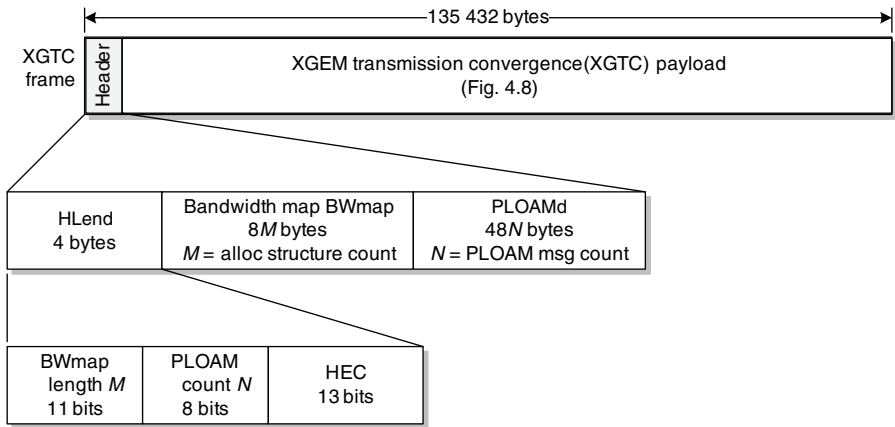 135 432 bytes
XGTC
frame
Header
XGEM transmission convergence(XGTC) payload
(Fig. 4.8)
HLend
4 bytes
Bandwidth map BWmap
8M bytes
M = alloc structure count
PLOAMd
48N bytes
N = PLOAM msg count
BWmap
length M
11 bits
PLOAM
count N
8 bits
HEC
13 bits